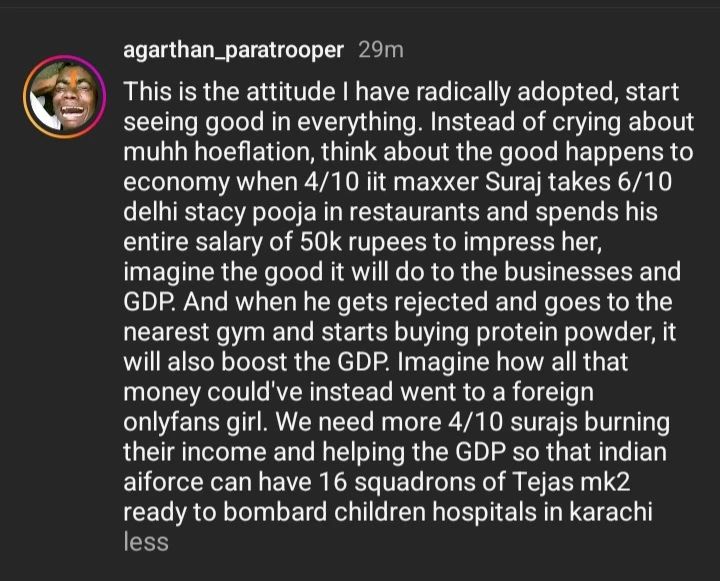 agarthan_paratrooper 29m
This is the attitude I have radically adopted, start
seeing good in everything. Instead of crying about
muhh hoeflation, think about the good happens to
economy when 4/10 iit maxxer Suraj takes 6/10
delhi stacy pooja in restaurants and spends his
entire salary of 50k rupees to impress her,
imagine the good it will do to the businesses and
GDP. And when he gets rejected and goes to the
nearest gym and starts buying protein powder, it
will also boost the GDP. Imagine how all that
money could've instead went to a foreign
onlyfans girl. We need more 4/10 surajs burning
their income and helping the GDP so that indian
aiforce can have 16 squadrons of Tejas mk2
ready to bombard children hospitals in karachi
less